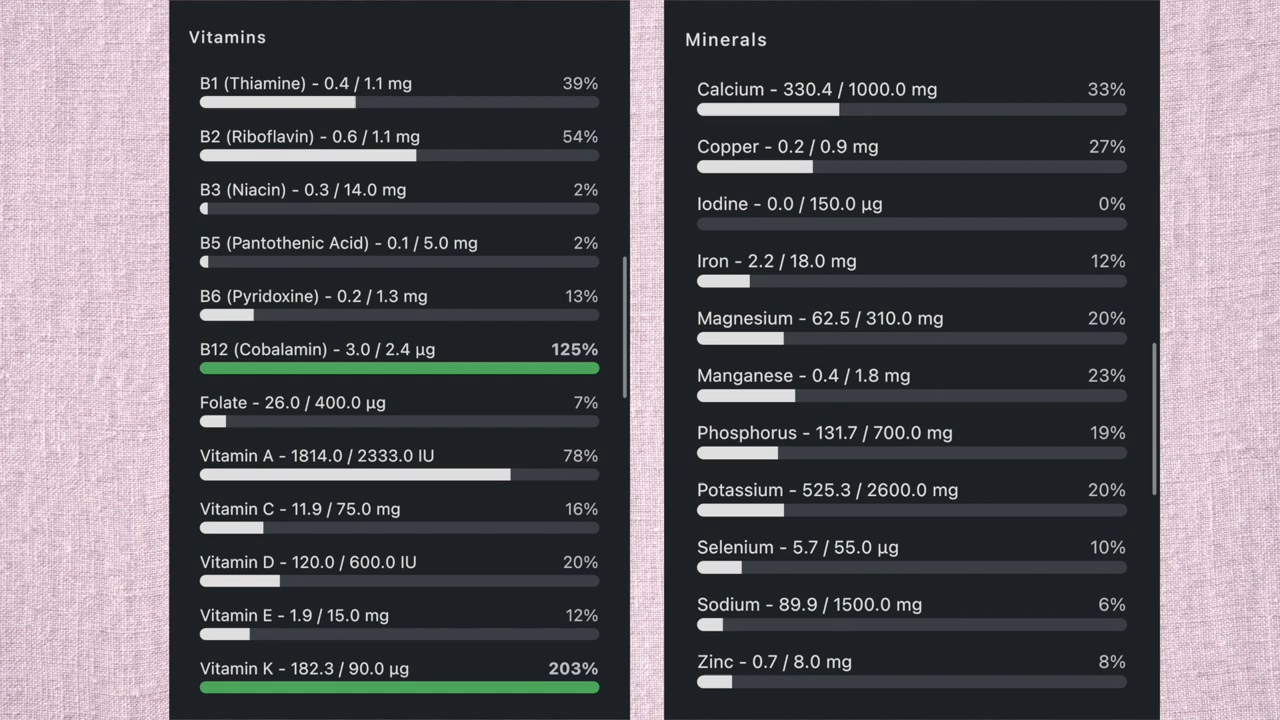 Vitamins
B1 (Thiamine) - 0.4 / 1.1 mg 39%
B2 (Riboflavin) - 0.6 / 1.1 mg 54%
B3 (Niacin) - 0.3 / 14.0 mg 2%
B5 (Pantothenic Acid) - 0.1 / 5.0 mg 2%
B6 (Pyridoxine) - 0.2 / 1.3 mg 13%
B12 (Cobalamin) - 3.0 / 2.4 µg 125%
Folate - 26.0 / 400.0 µg 7%
Vitamin A - 1814.0 / 2333.0 IU 78%
Vitamin C - 11.9 / 75.0 mg 16%
Vitamin D - 120.0 / 600.0 IU 20%
Vitamin E - 1.9 / 15.0 mg 12%
Vitamin K - 182.3 / 90.0 µg 203%
Minerals
Calcium - 330.4 / 1000.0 mg 33%
Copper - 0.2 / 0.9 mg 27%
Iodine - 0.0 / 150.0 µg 0%
Iron - 2.2 / 18.0 mg 12%
Magnesium - 62.5 / 310.0 mg 20%
Manganese - 0.4 / 1.8 mg 23%
Phosphorus - 131.7 / 700.0 mg 19%
Potassium - 525.3 / 2600.0 mg 20%
Selenium - 5.7 / 55.0 µg 10%
Sodium - 89.9 / 1500.0 mg 6%
Zinc - 0.7 / 8.0 mg 8%